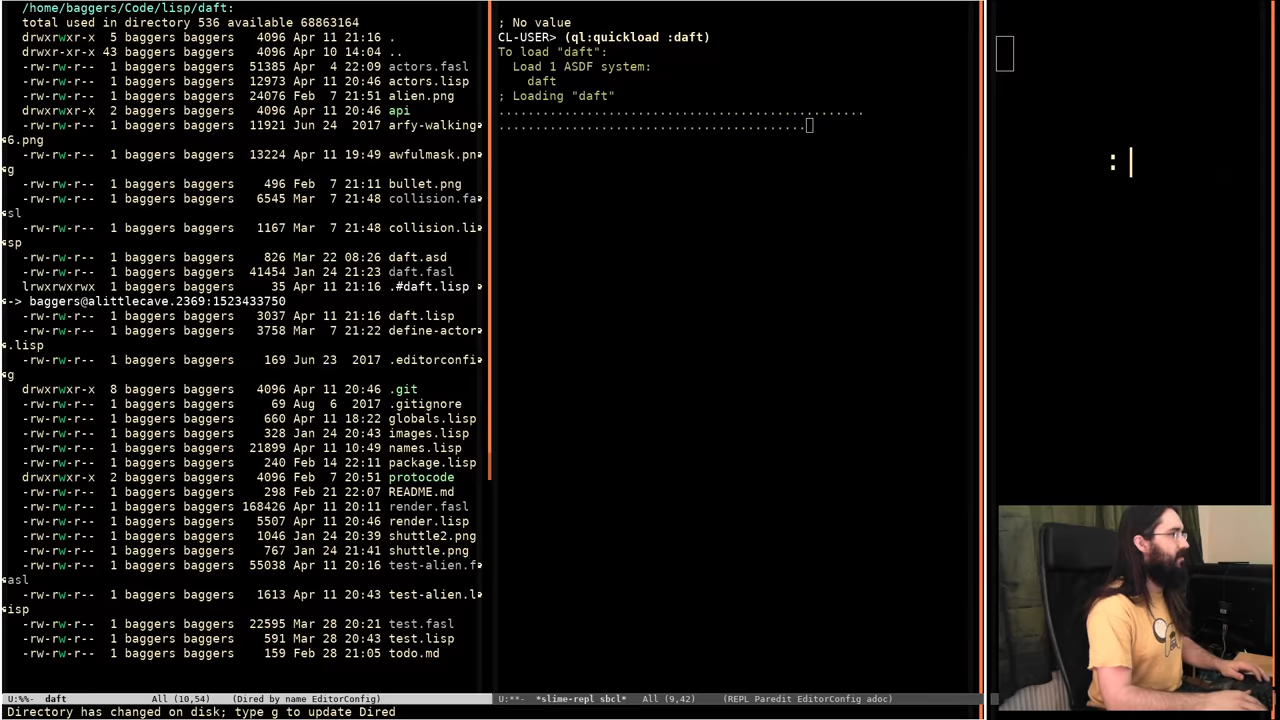 /home/baggers/Code/lisp/daft:
total used in directory 536 available 68863164
drwxrwxr-x 5 baggers baggers 4096 Apr 11 21:16 .
drwxr-xr-x 43 baggers baggers 4096 Apr 10 14:04 ..
-rw-rw-r-- 1 baggers baggers 51385 Apr 4 22:09 actors.fasl
-rw-rw-r-- 1 baggers baggers 12973 Apr 11 20:46 actors.lisp
-rw-rw-r-- 1 baggers baggers 24076 Feb 7 21:51 alien.png
drwxrwxr-x 2 baggers baggers 4096 Apr 11 20:46 api
-rw-rw-r-- 1 baggers baggers 11921 Jun 24 2017 arfy-walking
6.png
-rw-rw-r-- 1 baggers baggers 13224 Apr 11 19:49 awfulmask.pn
g
-rw-rw-r-- 1 baggers baggers 496 Feb 7 21:11 bullet.png
-rw-rw-r-- 1 baggers baggers 6545 Mar 7 21:48 collision.fa
sl
-rw-rw-r-- 1 baggers baggers 1167 Mar 7 21:48 collision.li
sp
-rw-rw-r-- 1 baggers baggers 826 Mar 22 08:26 daft.asd
-rw-rw-r-- 1 baggers baggers 41454 Jan 24 21:23 daft.fasl
lrwxrwxrwx 1 baggers baggers 35 Apr 11 21:16 .#daft.lisp
-> baggers@alittlecave.2369:1523433750
-rw-rw-r-- 1 baggers baggers 3037 Apr 11 21:16 daft.lisp
-rw-rw-r-- 1 baggers baggers 3758 Mar 7 21:22 define-actor
.lisp
-rw-rw-r-- 1 baggers baggers 169 Jun 23 2017 .editorconfi
g
drwxrwxr-x 8 baggers baggers 4096 Apr 11 20:46 .git
-rw-rw-r-- 1 baggers baggers 69 Aug 6 2017 .gitignore
-rw-rw-r-- 1 baggers baggers 660 Apr 11 18:22 globals.lisp
-rw-rw-r-- 1 baggers baggers 328 Jan 24 20:43 images.lisp
-rw-rw-r-- 1 baggers baggers 21899 Apr 11 10:49 names.lisp
-rw-rw-r-- 1 baggers baggers 240 Feb 14 22:11 package.lisp
drwxrwxr-x 2 baggers baggers 4096 Feb 7 20:51 protocode
-rw-rw-r-- 1 baggers baggers 298 Feb 21 22:07 README.md
-rw-rw-r-- 1 baggers baggers 168426 Apr 11 20:11 render.fasl
-rw-rw-r-- 1 baggers baggers 5507 Apr 11 20:46 render.lisp
-rw-rw-r-- 1 baggers baggers 1046 Jan 24 20:39 shuttle2.png
-rw-rw-r-- 1 baggers baggers 767 Jan 24 21:41 shuttle.png
-rw-rw-r-- 1 baggers baggers 55038 Apr 11 20:16 test-alien.f
asl
-rw-rw-r-- 1 baggers baggers 1613 Apr 11 20:43 test-alien.l
isp
-rw-rw-r-- 1 baggers baggers 22595 Mar 28 20:21 test.fasl
-rw-rw-r-- 1 baggers baggers 591 Mar 28 20:43 test.lisp
-rw-rw-r-- 1 baggers baggers 159 Feb 28 21:05 todo.md
U:%%- daft All (10,54) (Dired by name EditorConfig)
Directory has changed on disk; type g to update Dired
; No value
CL-USER> (ql:quickload :daft)
To load "daft":
Load 1 ASDF system:
daft
; Loading "daft"
..................................................
..........................................
U:**- *slime-repl sbcl* All (9,42) (REPL Paredit EditorConfig adoc)
:|